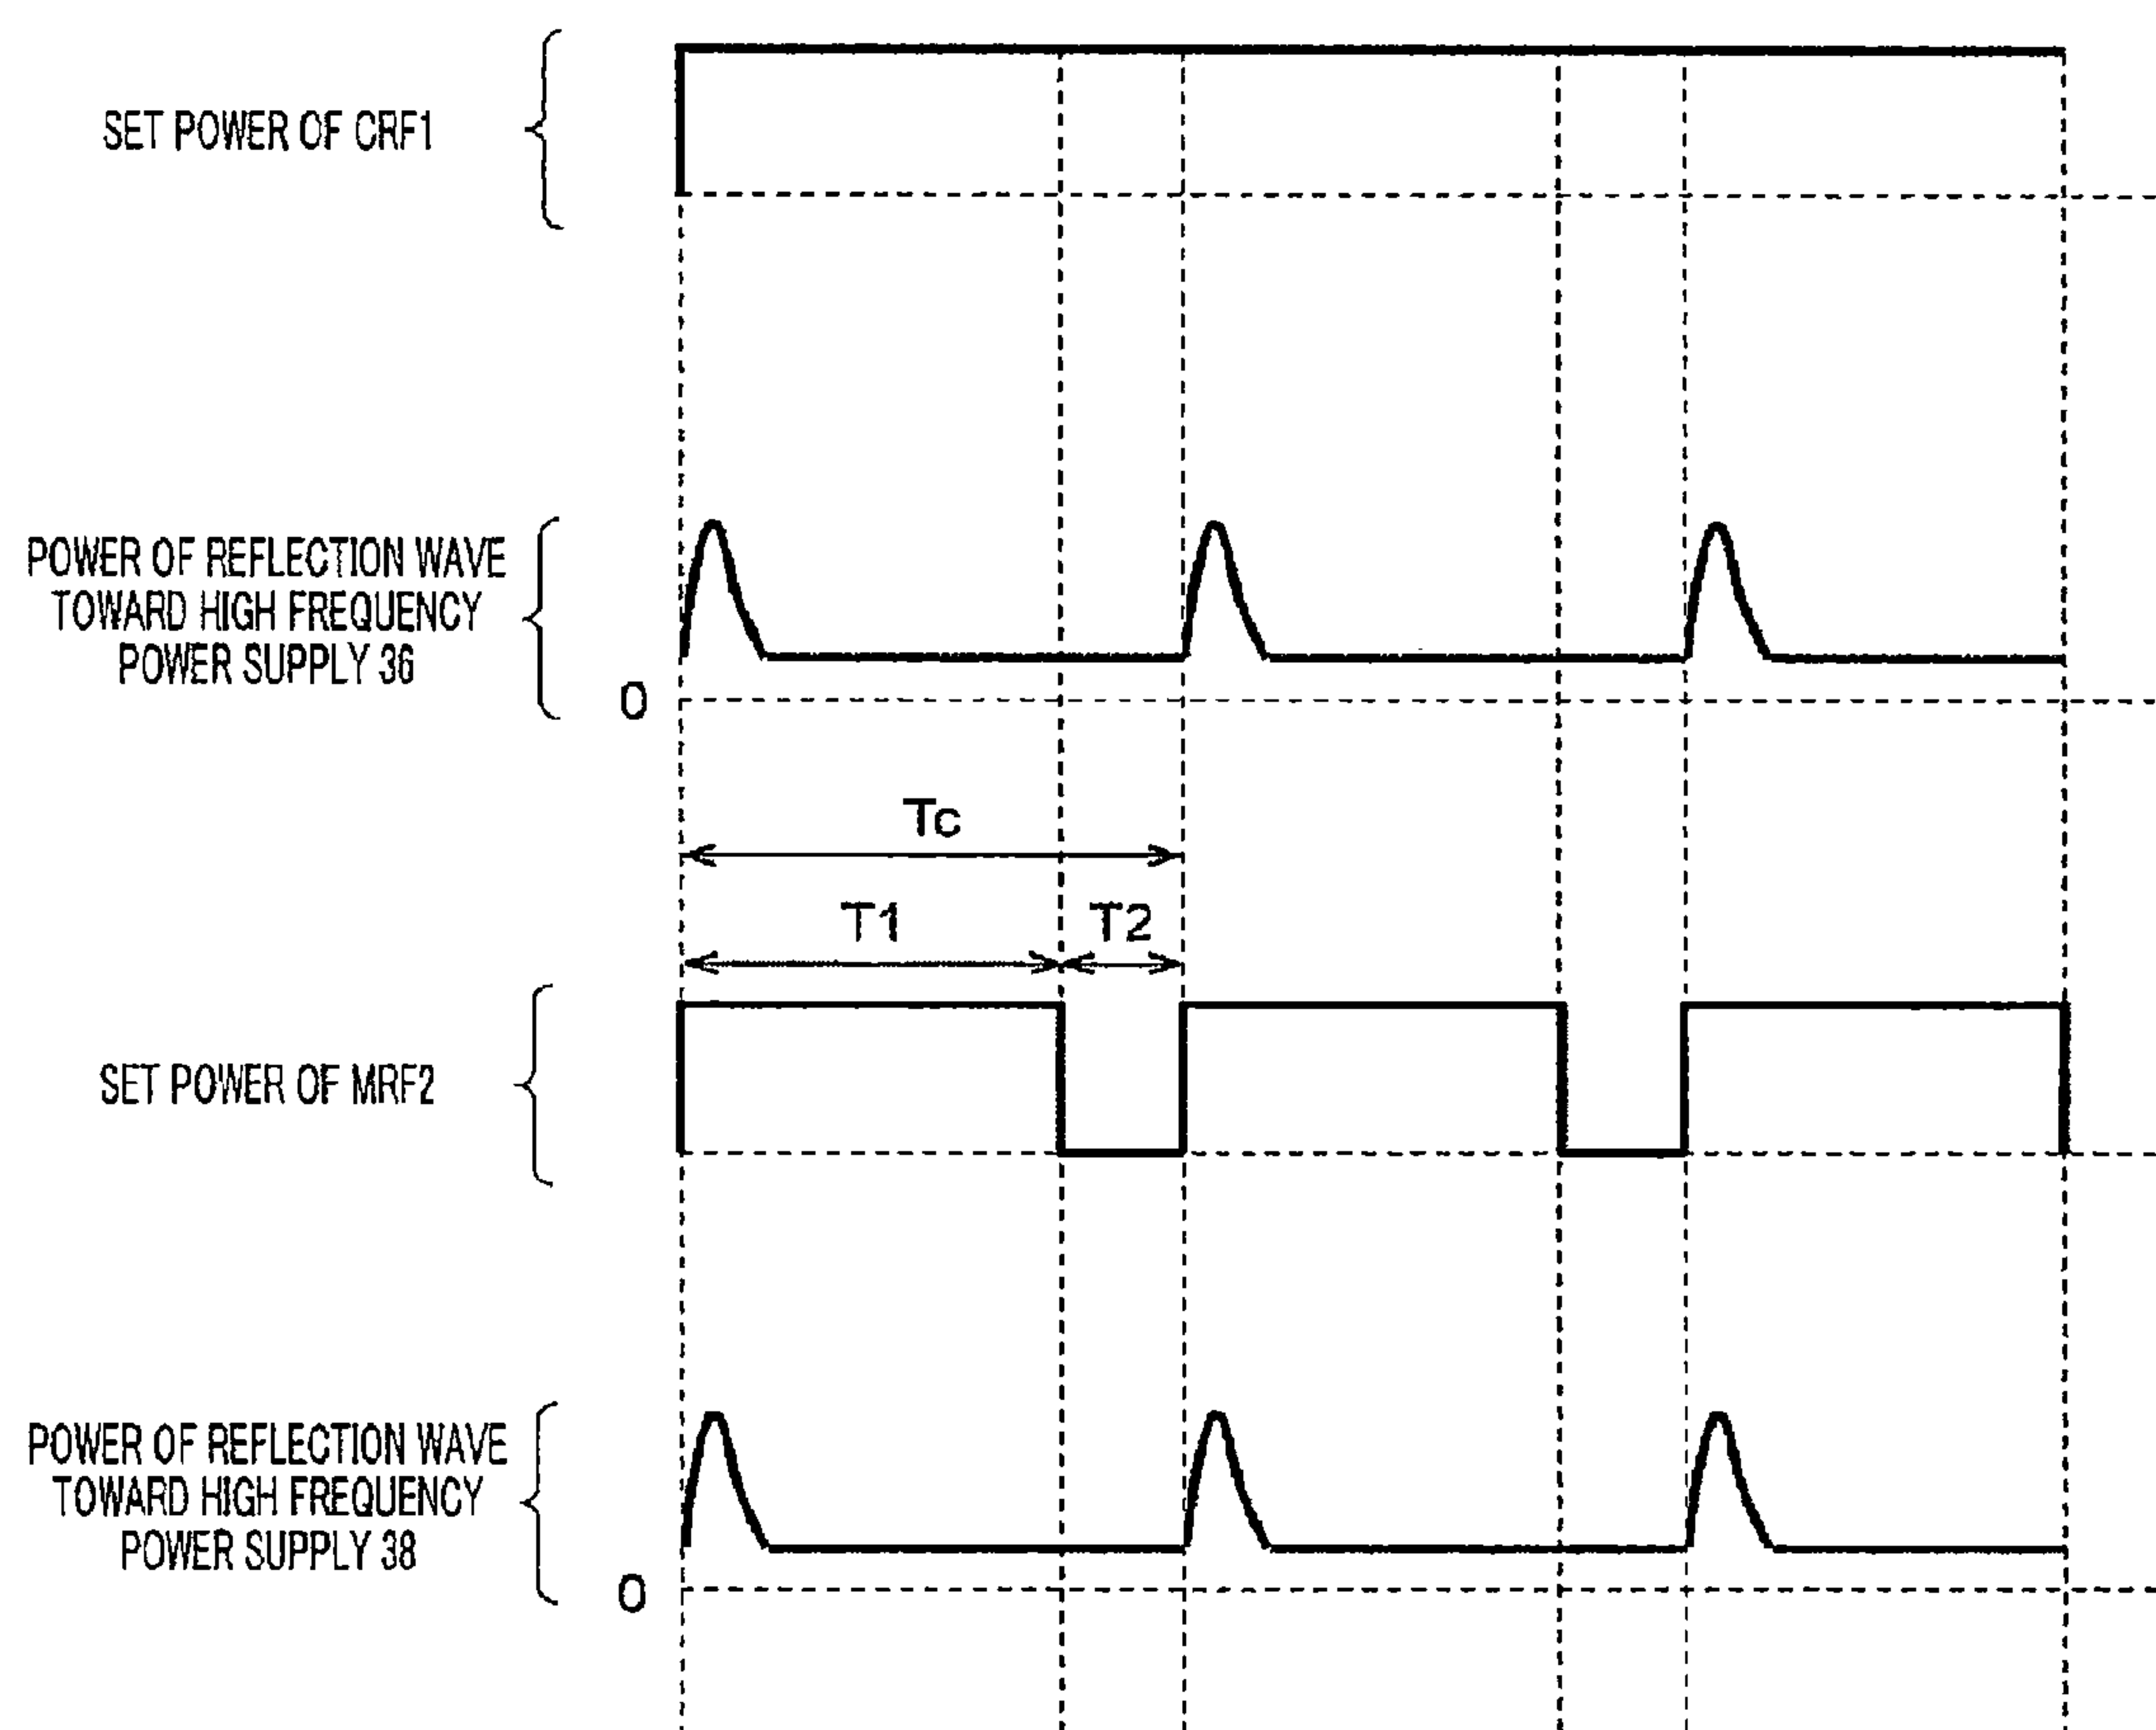 SET POWER OF CRF1
POWER OF REFLECTION WAVE
TOWARD HIGH FREQUENCY
POWER SUPPLY 36
0
Tc
T1
T2
SET POWER OF MRF2
POWER OF REFLECTION WAVE
TOWARD HIGH FREQUENCY
POWER SUPPLY 38
0